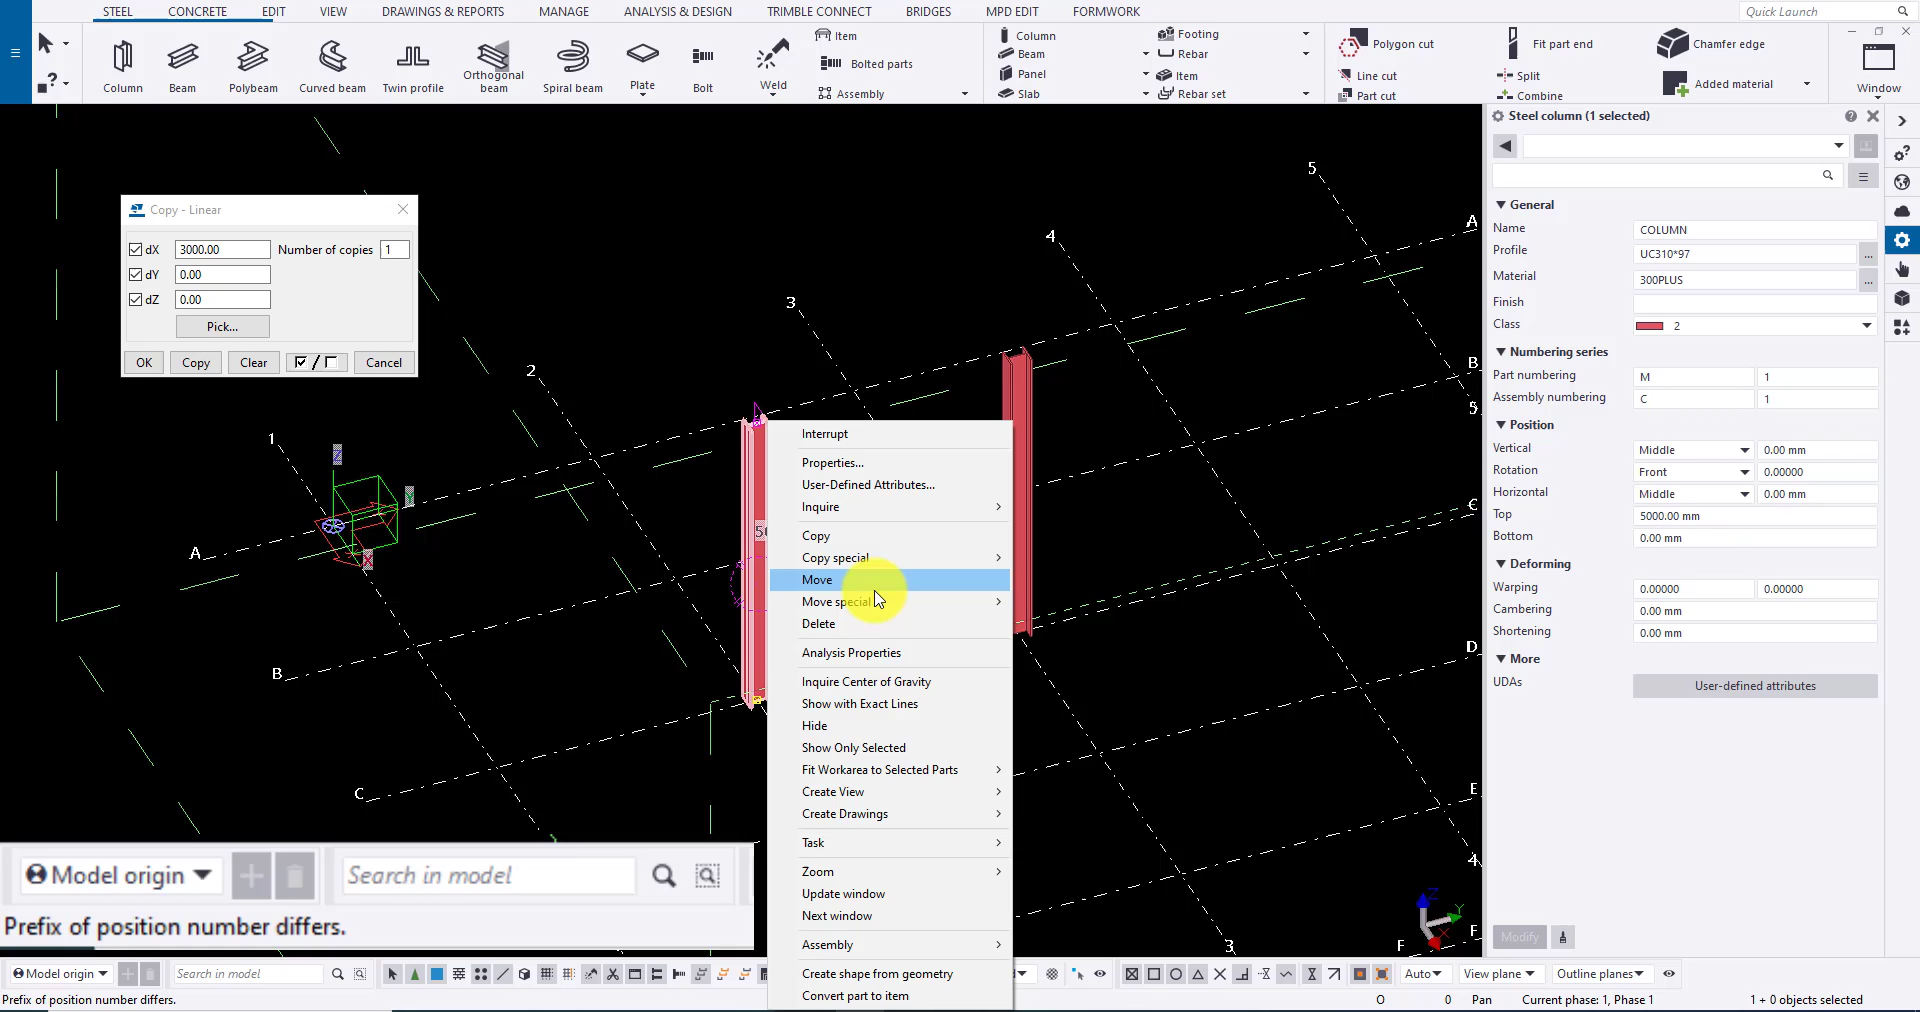 STEEL CONCRETE EDIT VIEW DRAWINGS & REPORTS MANAGE ANALYSIS & DESIGN TRIMBLE CONNECT BRIDGES MPD EDIT FORMWORK Quick Launch
Column
Beam
Polybeam
Curved beam
Twin profile
Orthogonal beam
Spiral beam
Plate
Bolt
Weld
Item
Bolted parts
Assembly
Column
Beam
Panel
Slab
Footing
Rebar
Item
Rebar set
Polygon cut
Line cut
Part cut
Fit part end
Split
Combine
Chamfer edge
Added material
Window
Copy - Linear
dX 3000.00 Number of copies 1
dY 0.00
dZ 0.00
Pick...
OK Copy Clear / Cancel
1
2
3
4
5
A
B
C
Z
Y
X
A
B
5
C
D
E
4
F
F
3
Z
Y
X
Interrupt
Properties...
User-Defined Attributes...
Inquire
Copy
Copy special
Move
Move special
Delete
Analysis Properties
Inquire Center of Gravity
Show with Exact Lines
Hide
Show Only Selected
Fit Workarea to Selected Parts
Create View
Create Drawings
Task
Zoom
Update window
Next window
Assembly
Create shape from geometry
Convert part to item
Steel column (1 selected)
General
Name COLUMN
Profile UC310*97 ...
Material 300PLUS ...
Finish
Class 2
Numbering series
Part numbering M 1
Assembly numbering C 1
Position
Vertical Middle 0.00 mm
Rotation Front 0.00000
Horizontal Middle 0.00 mm
Top 5000.00 mm
Bottom 0.00 mm
Deforming
Warping 0.00000 0.00000
Cambering 0.00 mm
Shortening 0.00 mm
More
UDAs User-defined attributes
Modify
Model origin Search in model
Prefix of position number differs.
Model origin Search in model Auto View plane Outline planes
Prefix of position number differs. O 0 Pan Current phase: 1, Phase 1 1 + 0 objects selected